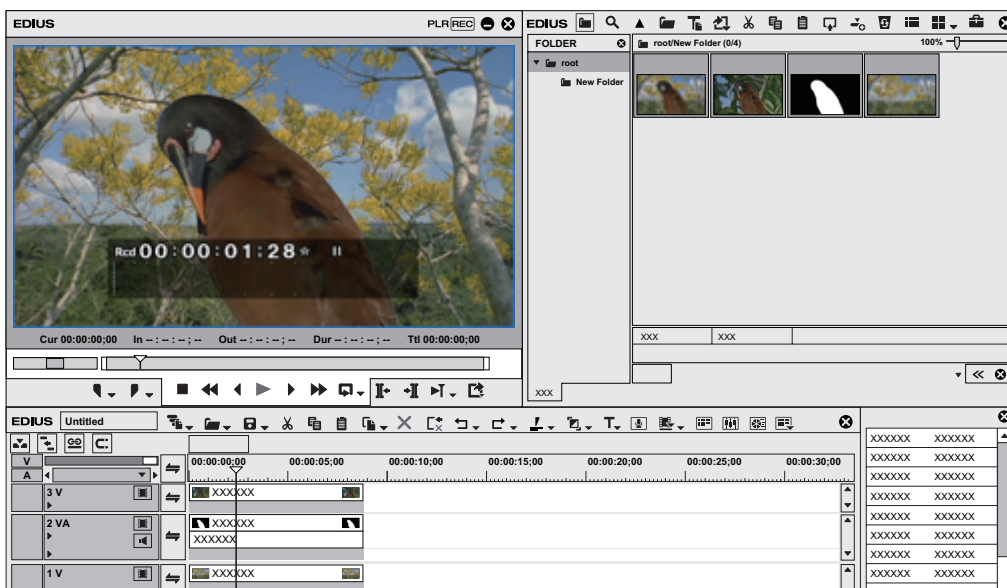 EDIUS PLR REC
Rcd 00:00:01:28 II
Cur 00:00:00;00 In -- : -- : -- ; -- Out -- : -- : -- ; -- Dur -- : -- : -- ; -- Ttl 00:00:00;00
EDIUS
FOLDER
root/New Folder (0/4) 100%
root
New Folder
XXX XXX
XXX
EDIUS Untitled
V
A
00:00:00;00 00:00:05;00 00:00:10;00 00:00:15;00 00:00:20;00 00:00:25;00 00:00:30;00
3 V XXXXXX
2 VA XXXXXX
XXXXXX
1 V XXXXXX
XXXXXX XXXXXX
XXXXXX XXXXXX
XXXXXX XXXXXX
XXXXXX XXXXXX
XXXXXX XXXXXX
XXXXXX XXXXXX
XXXXXX XXXXXX
XXXXXX XXXXXX